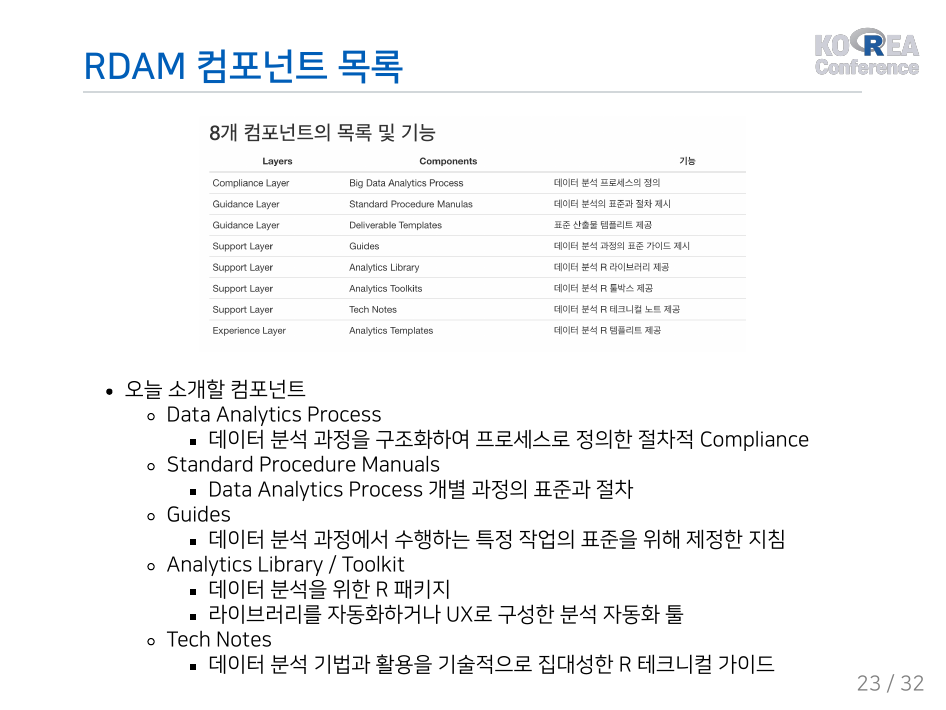 RDAM 컴포넌트 목록
KOREA
Conference
8개 컴포넌트의 목록 및 기능
Layers Components 기능
Compliance Layer Big Data Analytics Process 데이터 분석 프로세스의 정의
Guidance Layer Standard Procedure Manulas 데이터 분석의 표준과 절차 제시
Guidance Layer Deliverable Templates 표준 산출물 템플리트 제공
Support Layer Guides 데이터 분석 과정의 표준 가이드 제시
Support Layer Analytics Library 데이터 분석 R 라이브러리 제공
Support Layer Analytics Toolkits 데이터 분석 R 툴박스 제공
Support Layer Tech Notes 데이터 분석 R 테크니컬 노트 제공
Experience Layer Analytics Templates 데이터 분석 R 템플리트 제공
오늘 소개할 컴포넌트
Data Analytics Process
데이터 분석 과정을 구조화하여 프로세스로 정의한 절차적 Compliance
Standard Procedure Manuals
Data Analytics Process 개별 과정의 표준과 절차
Guides
데이터 분석 과정에서 수행하는 특정 작업의 표준을 위해 제정한 지침
Analytics Library / Toolkit
데이터 분석을 위한 R 패키지
라이브러리를 자동화하거나 UX로 구성한 분석 자동화 툴
Tech Notes
데이터 분석 기법과 활용을 기술적으로 집대성한 R 테크니컬 가이드
23 / 32